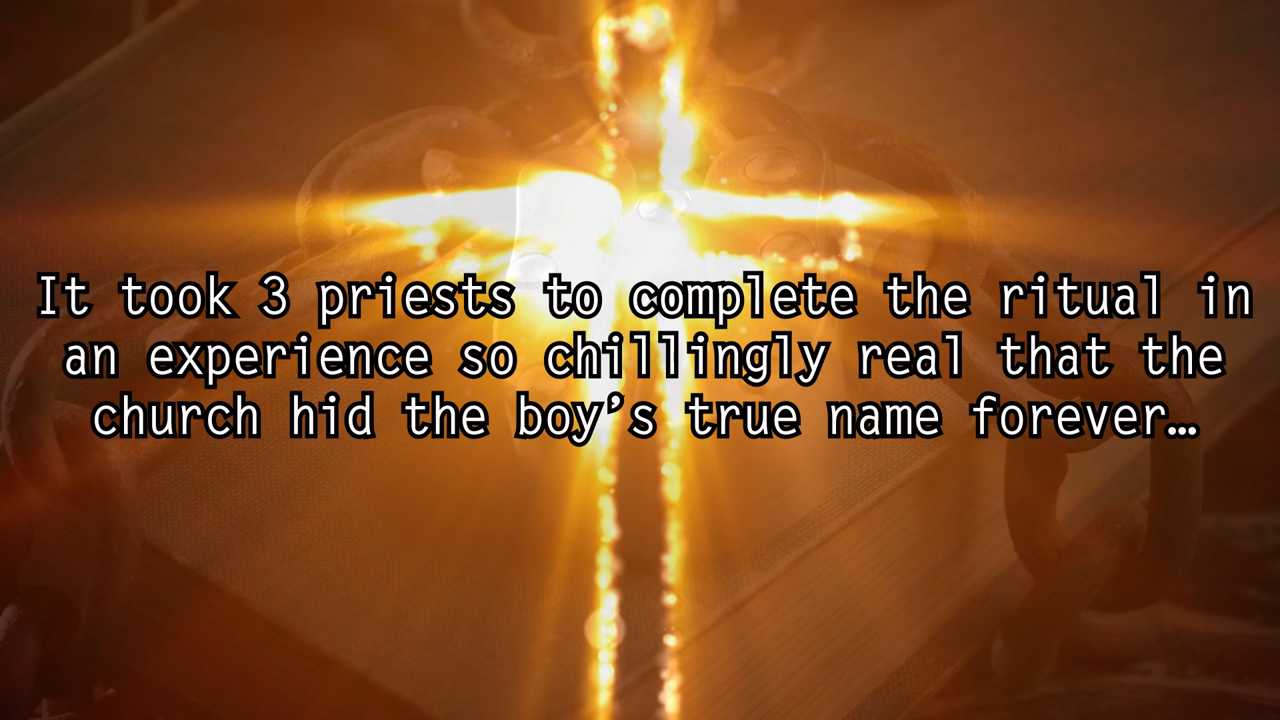 It took 3 priests to complete the ritual in
an experience so chillingly real that the
church hid the boy’s true name forever…